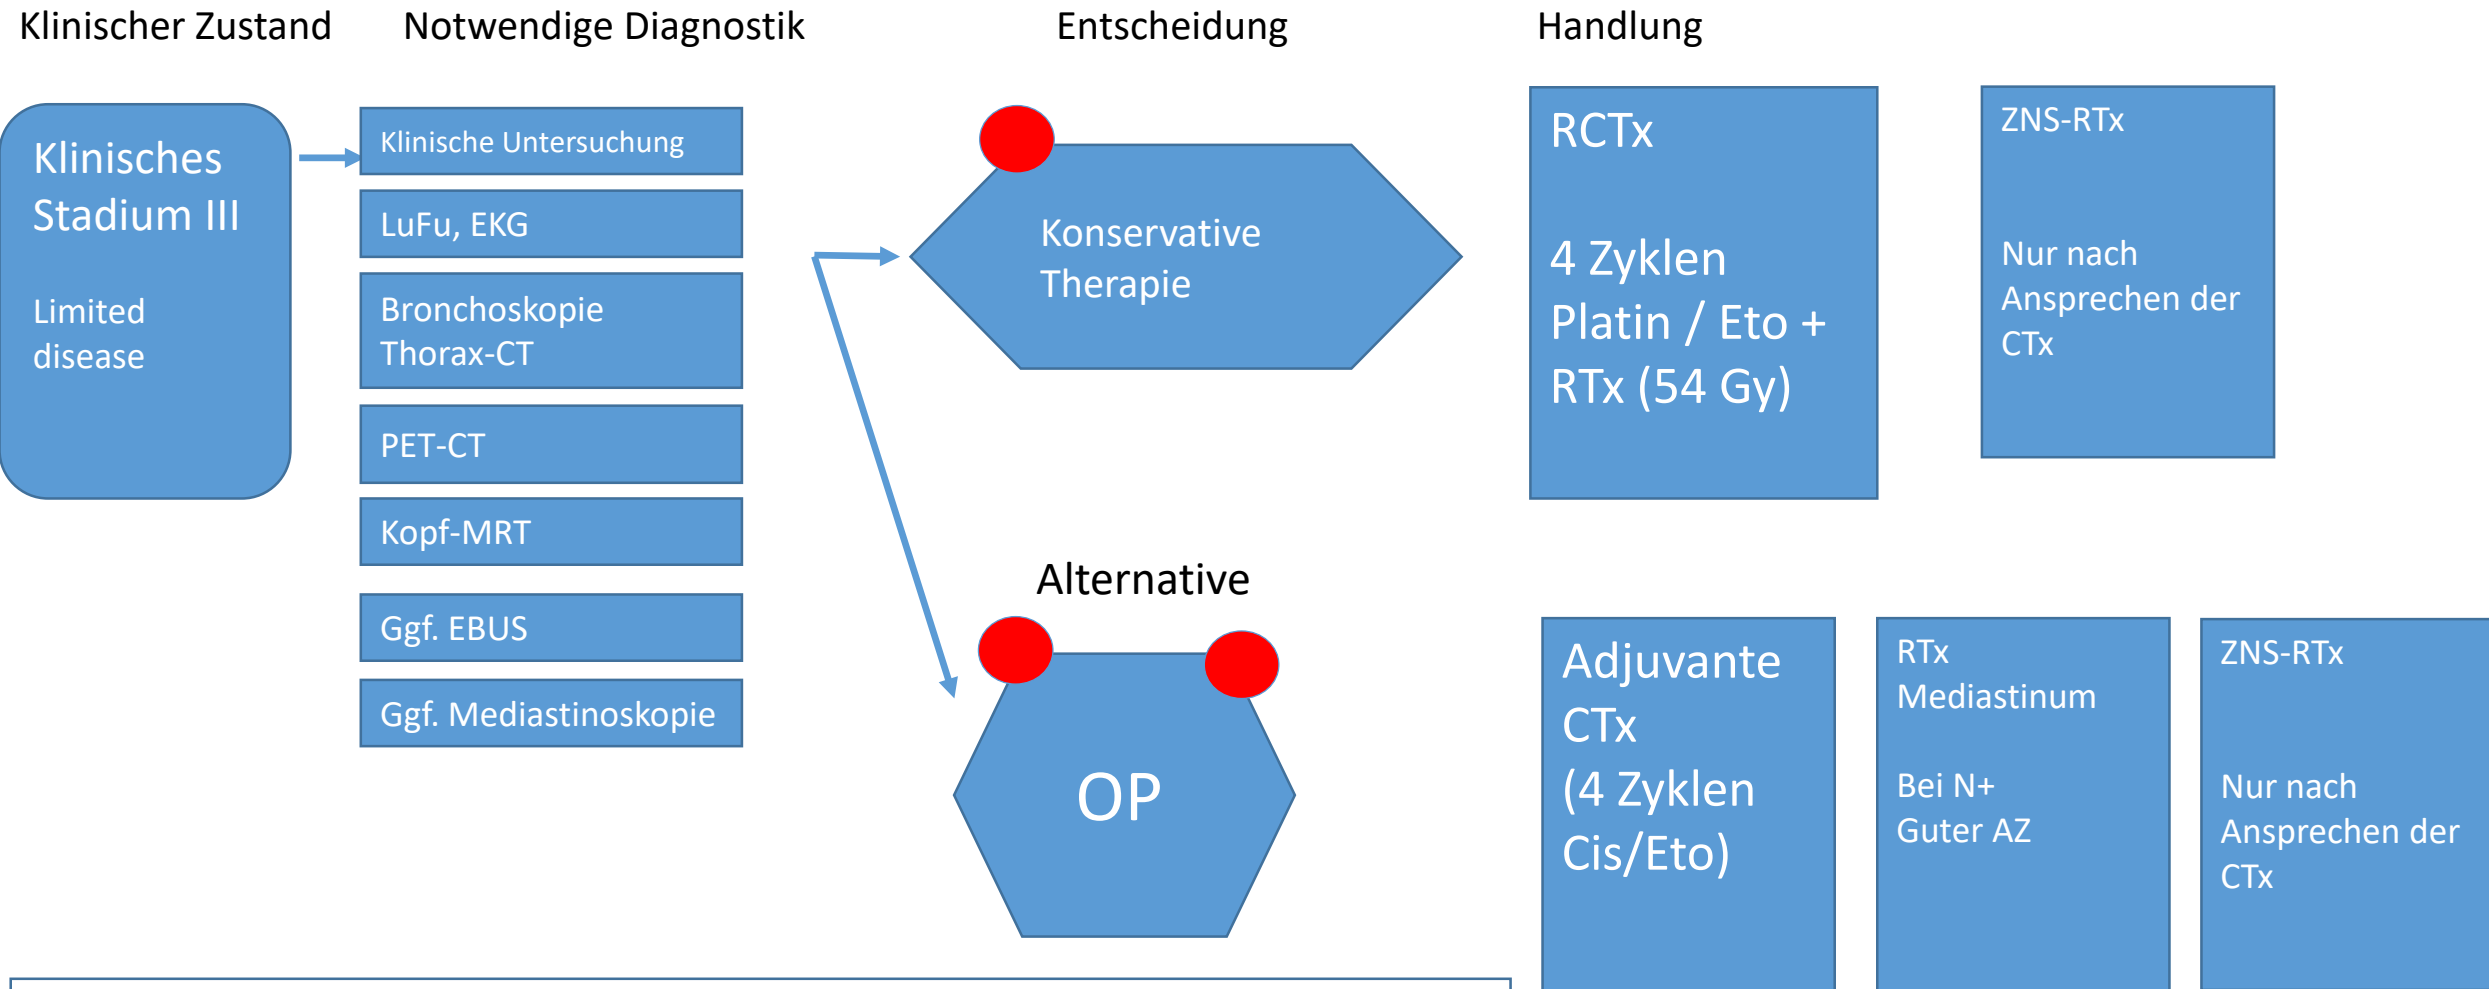 Klinischer Zustand
Notwendige Diagnostik
Entscheidung
Handlung
Klinisches
Stadium III
Limited
disease
Klinische Untersuchung
LuFu, EKG
Bronchoskopie
Thorax-CT
PET-CT
Kopf-MRT
Ggf. EBUS
Ggf. Mediastinoskopie
Konservative
Therapie
RCTx
4 Zyklen
Platin / Eto +
RTx (54 Gy)
ZNS-RTx
Nur nach
Ansprechen der
CTx
Alternative
OP
Adjuvante
CTx
(4 Zyklen
Cis/Eto)
RTx
Mediastinum
Bei N+
Guter AZ
ZNS-RTx
Nur nach
Ansprechen der
CTx